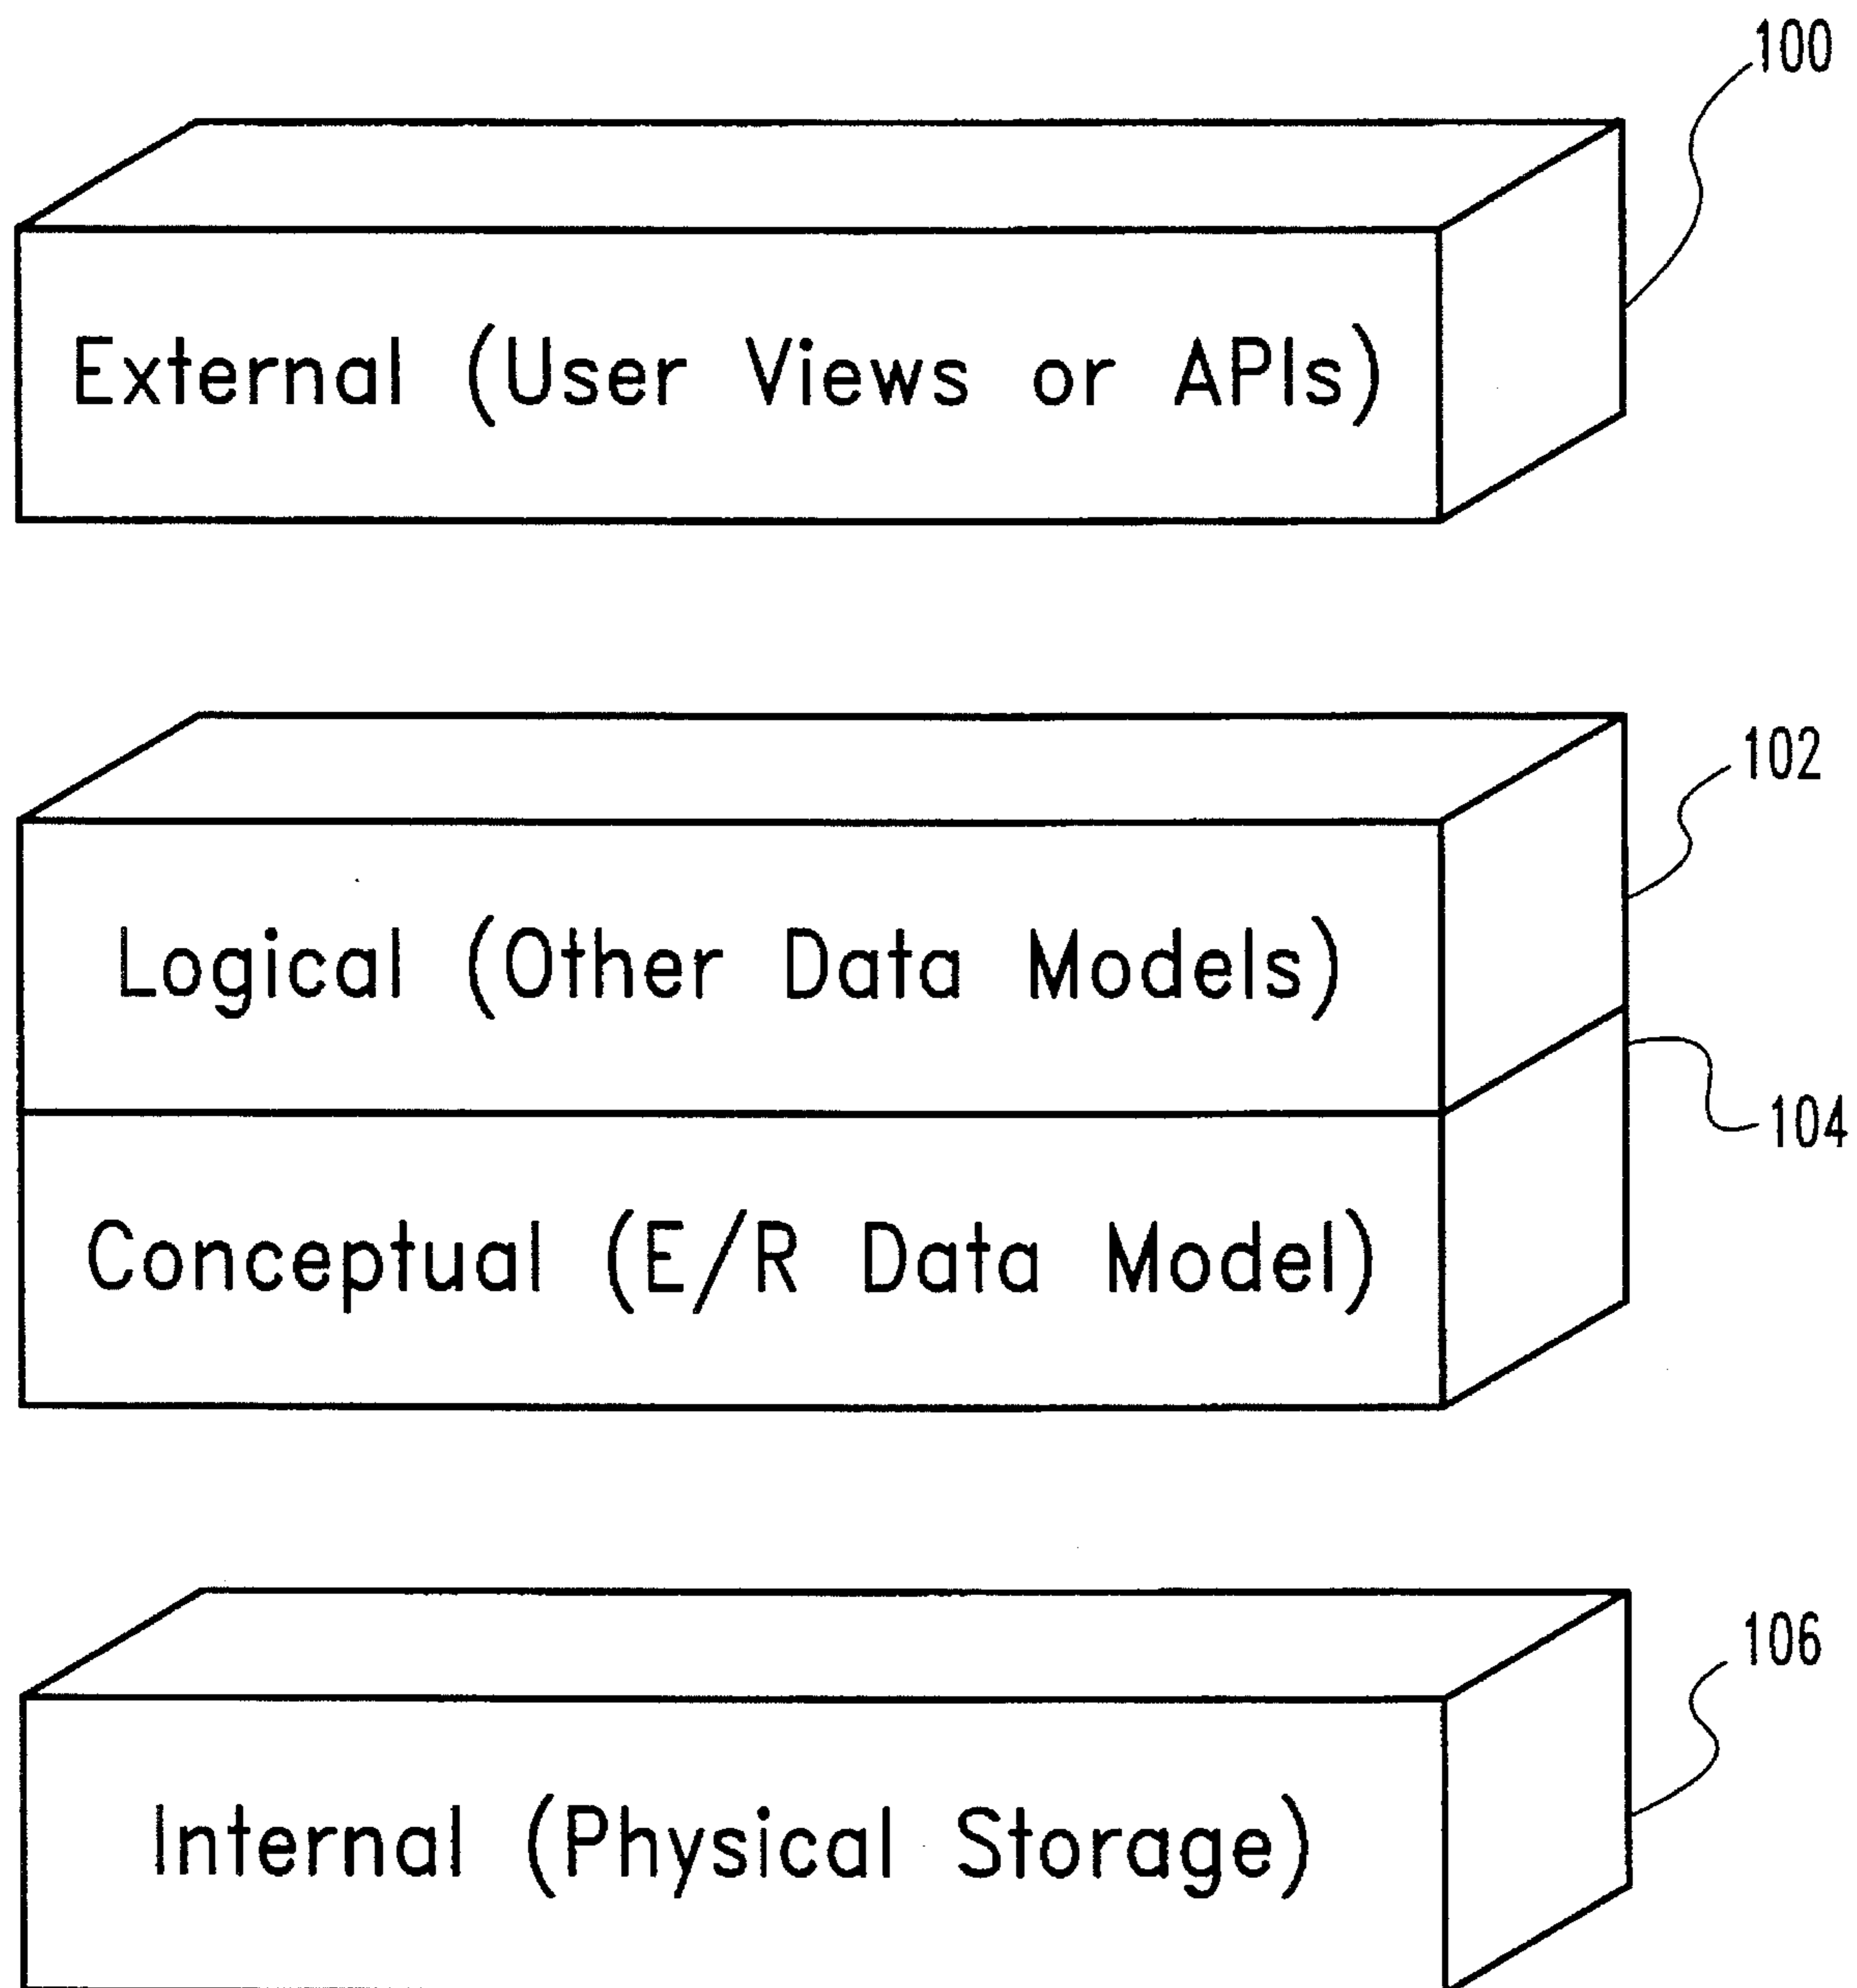 100
External (User Views or APIs)
102
Logical (Other Data Models)
104
Conceptual (E/R Data Model)
106
Internal (Physical Storage)